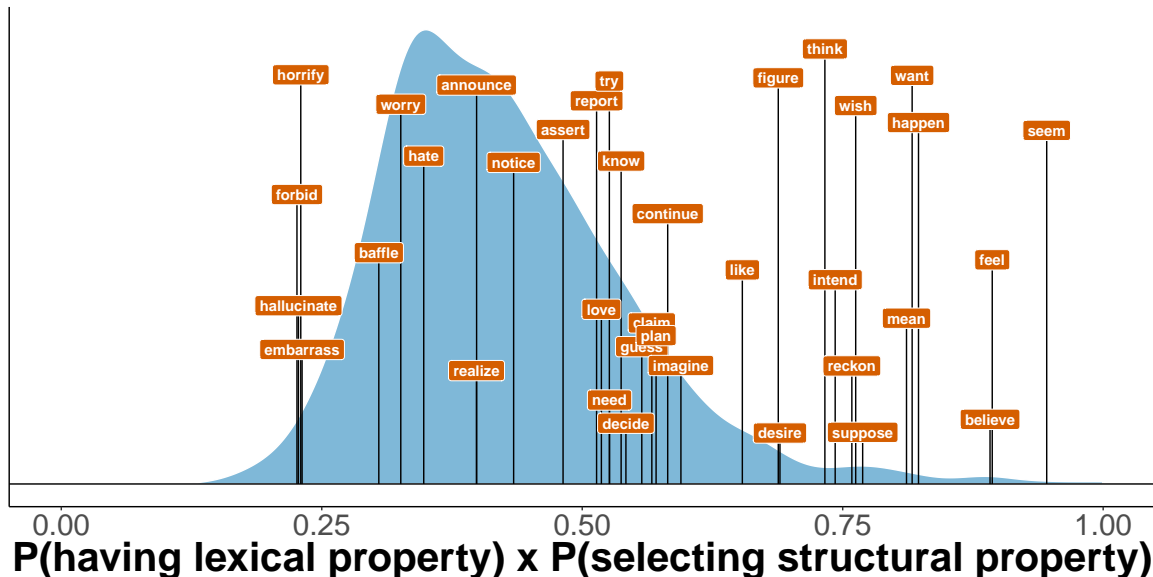 think
horrify
want
figure
try
announce
report
worry
wish
happen
assert
seem
hate
notice
know
forbid
continue
baffle
feel
like
intend
hallucinate
love
mean
claim
plan
guess
embarrass
realize
imagine
reckon
need
believe
decide
desire
suppose
0.00 0.25 0.50 0.75 1.00
P(having lexical property) x P(selecting structural property)